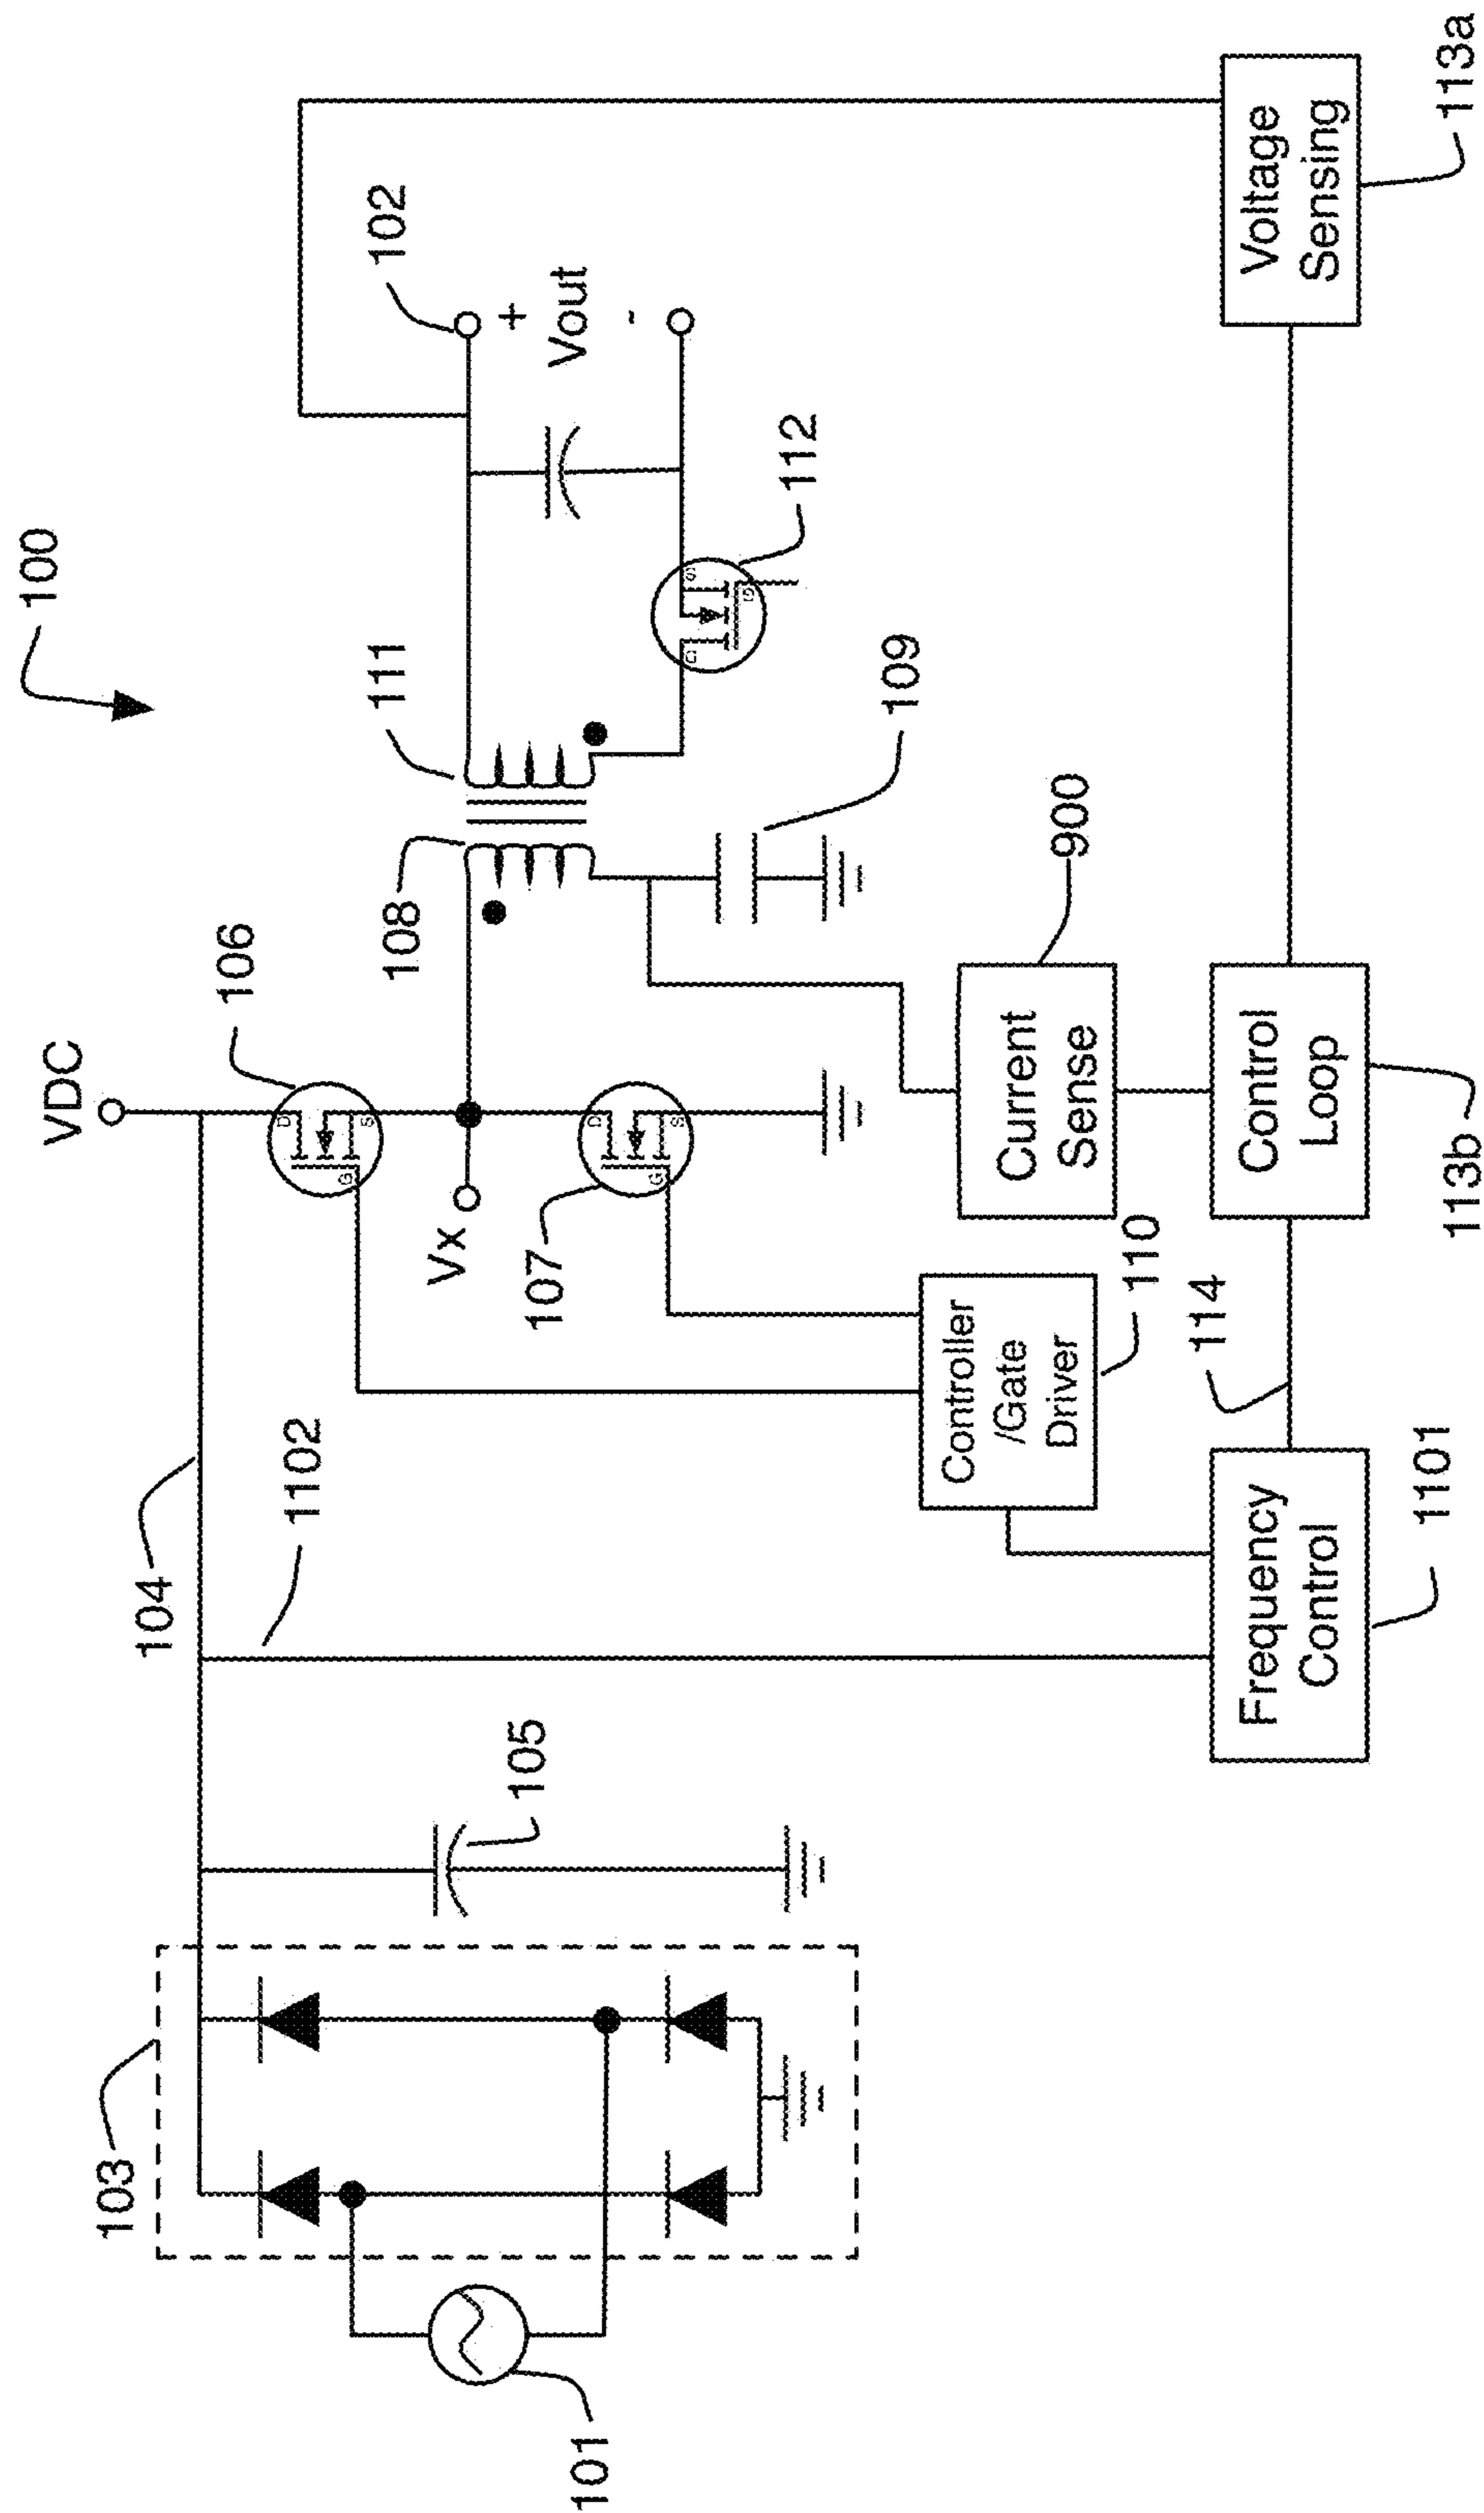 100
VDC
104
1102
106
103
101
105
Vx
107
108
111
102
+
Vout
-
112
109
D
G
S
D
G
S
D
S
G
Controller
/Gate
Driver
110
Current
Sense
900
Frequency
Control
1101
114
Control
Loop
113b
Voltage
Sensing
113a